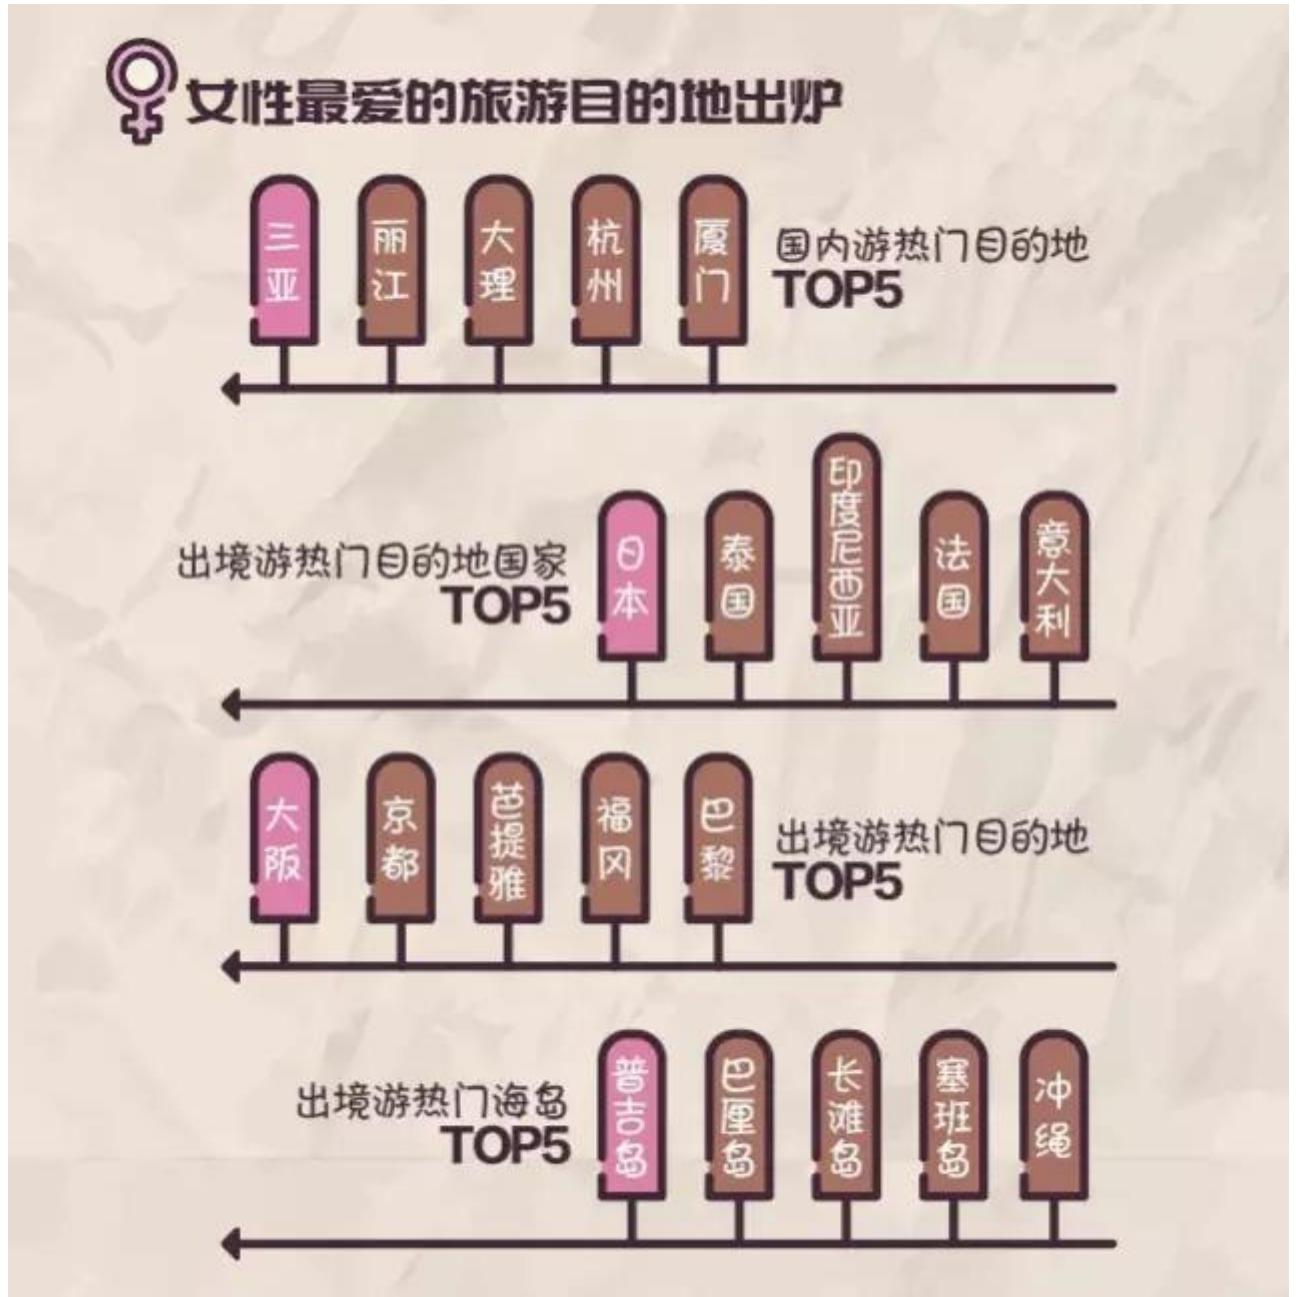 女性最爱的旅游目的地出炉
三亚
丽江
大理
杭州
厦门
国内游热门目的地
TOP5
出境游热门目的地国家
TOP5
日本
泰国
印度尼西亚
法国
意大利
大阪
京都
芭提雅
福冈
巴黎
出境游热门目的地
TOP5
出境游热门海岛
TOP5
普吉岛
巴厘岛
长滩岛
塞班岛
冲绳